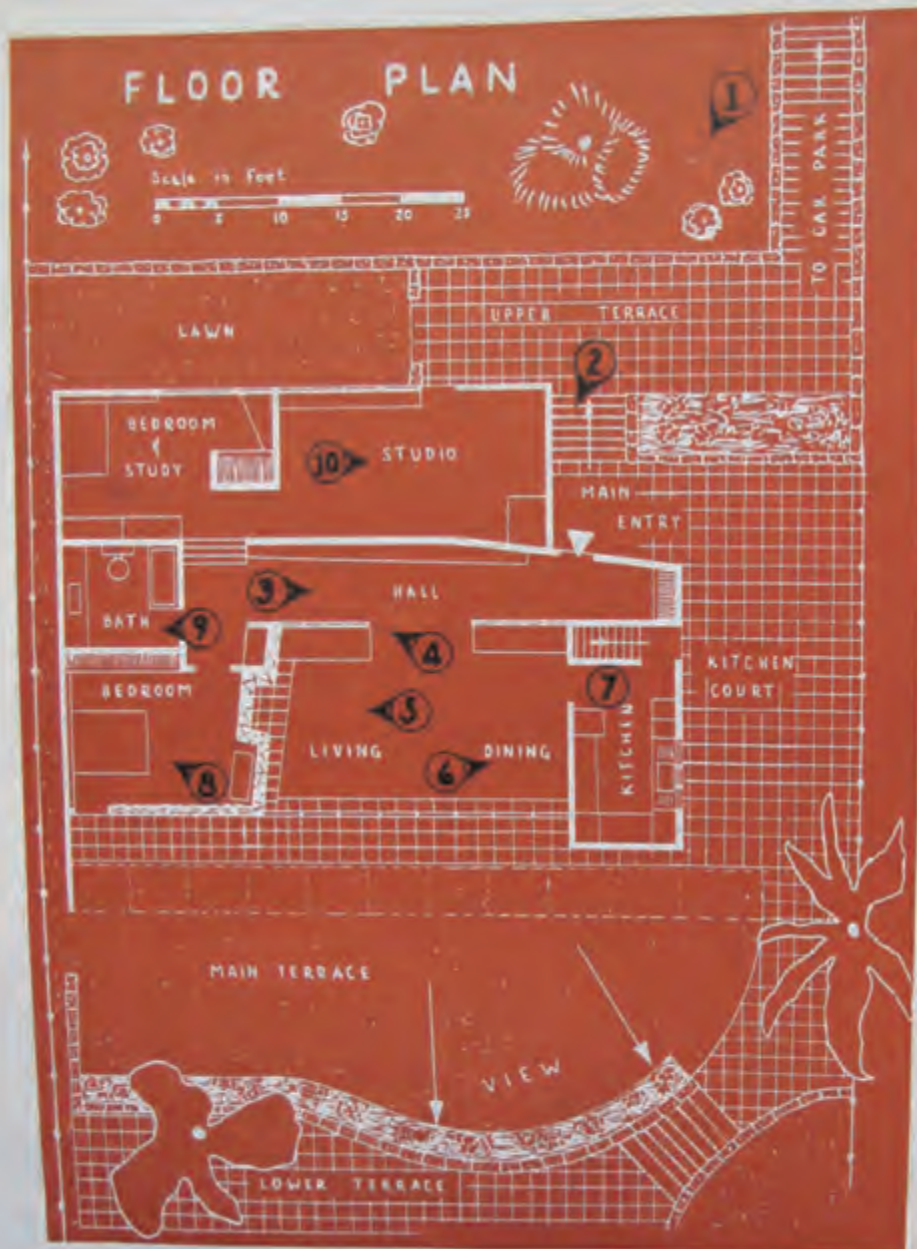 FLOOR PLAN
1
Scale in Feet
0 5 10 15 20 25
TO CAR PARK
UPPER TERRACE
LAWN
2
BEDROOM
&
STUDY
10
STUDIO
MAIN
ENTRY
3
HALL
BATH
9
4
KITCHEN
COURT
BEDROOM
7
5
LIVING
DINING
6
KITCHEN
8
MAIN TERRACE
VIEW
LOWER TERRACE